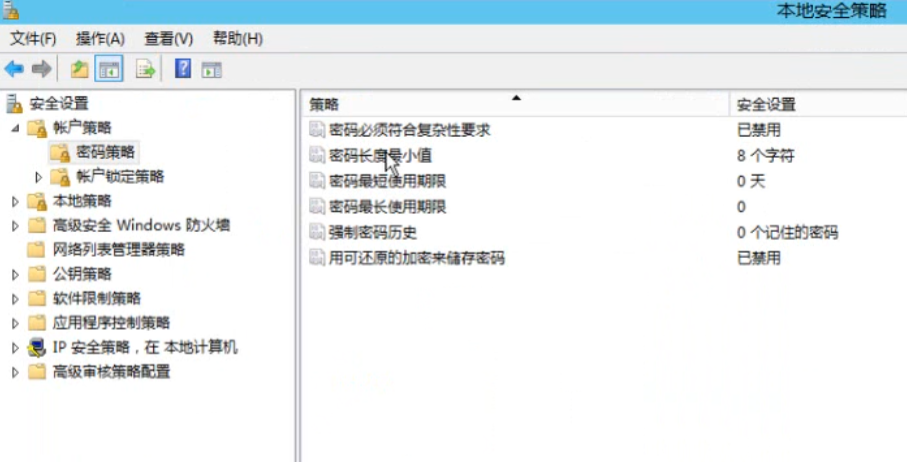 本地安全策略
文件(F) 操作(A) 查看(V) 帮助(H)
安全设置
帐户策略
密码策略
帐户锁定策略
本地策略
高级安全 Windows 防火墙
网络列表管理器策略
公钥策略
软件限制策略
应用程序控制策略
IP 安全策略，在 本地计算机
高级审核策略配置
策略 安全设置
密码必须符合复杂性要求 已禁用
密码长度最小值 8 个字符
密码最短使用期限 0 天
密码最长使用期限 0
强制密码历史 0 个记住的密码
用可还原的加密来储存密码 已禁用